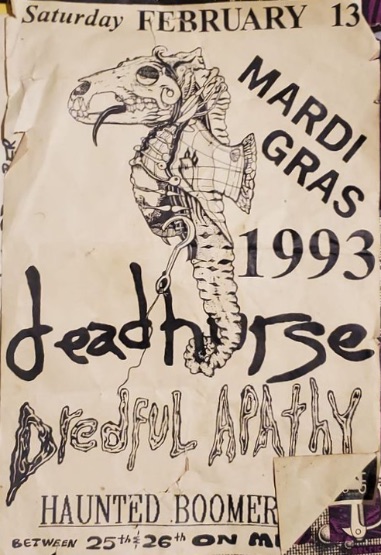 Saturday FEBRUARY 13
MARDI
GRAS
1993
deadhorse
DredfUL APAthY
HAUNTED BOOMER
BETWEEN 25th & 26th ON M